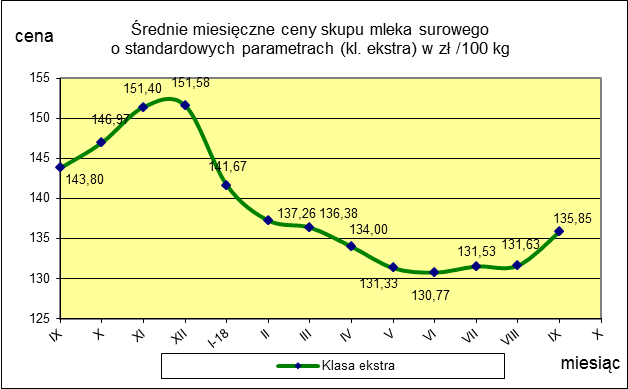 Średnie miesięczne ceny skupu mleka surowego
o standardowych parametrach (kl. ekstra) w zł /100 kg
cena
155
150
145
140
135
130
125
143,80
146,97
151,40
151,58
141,67
137,26
136,38
134,00
131,33
130,77
131,53
131,63
135,85
IX
X
XI
XII
I-18
II
III
IV
V
VI
VII
VIII
IX
X
miesiąc
Klasa ekstra